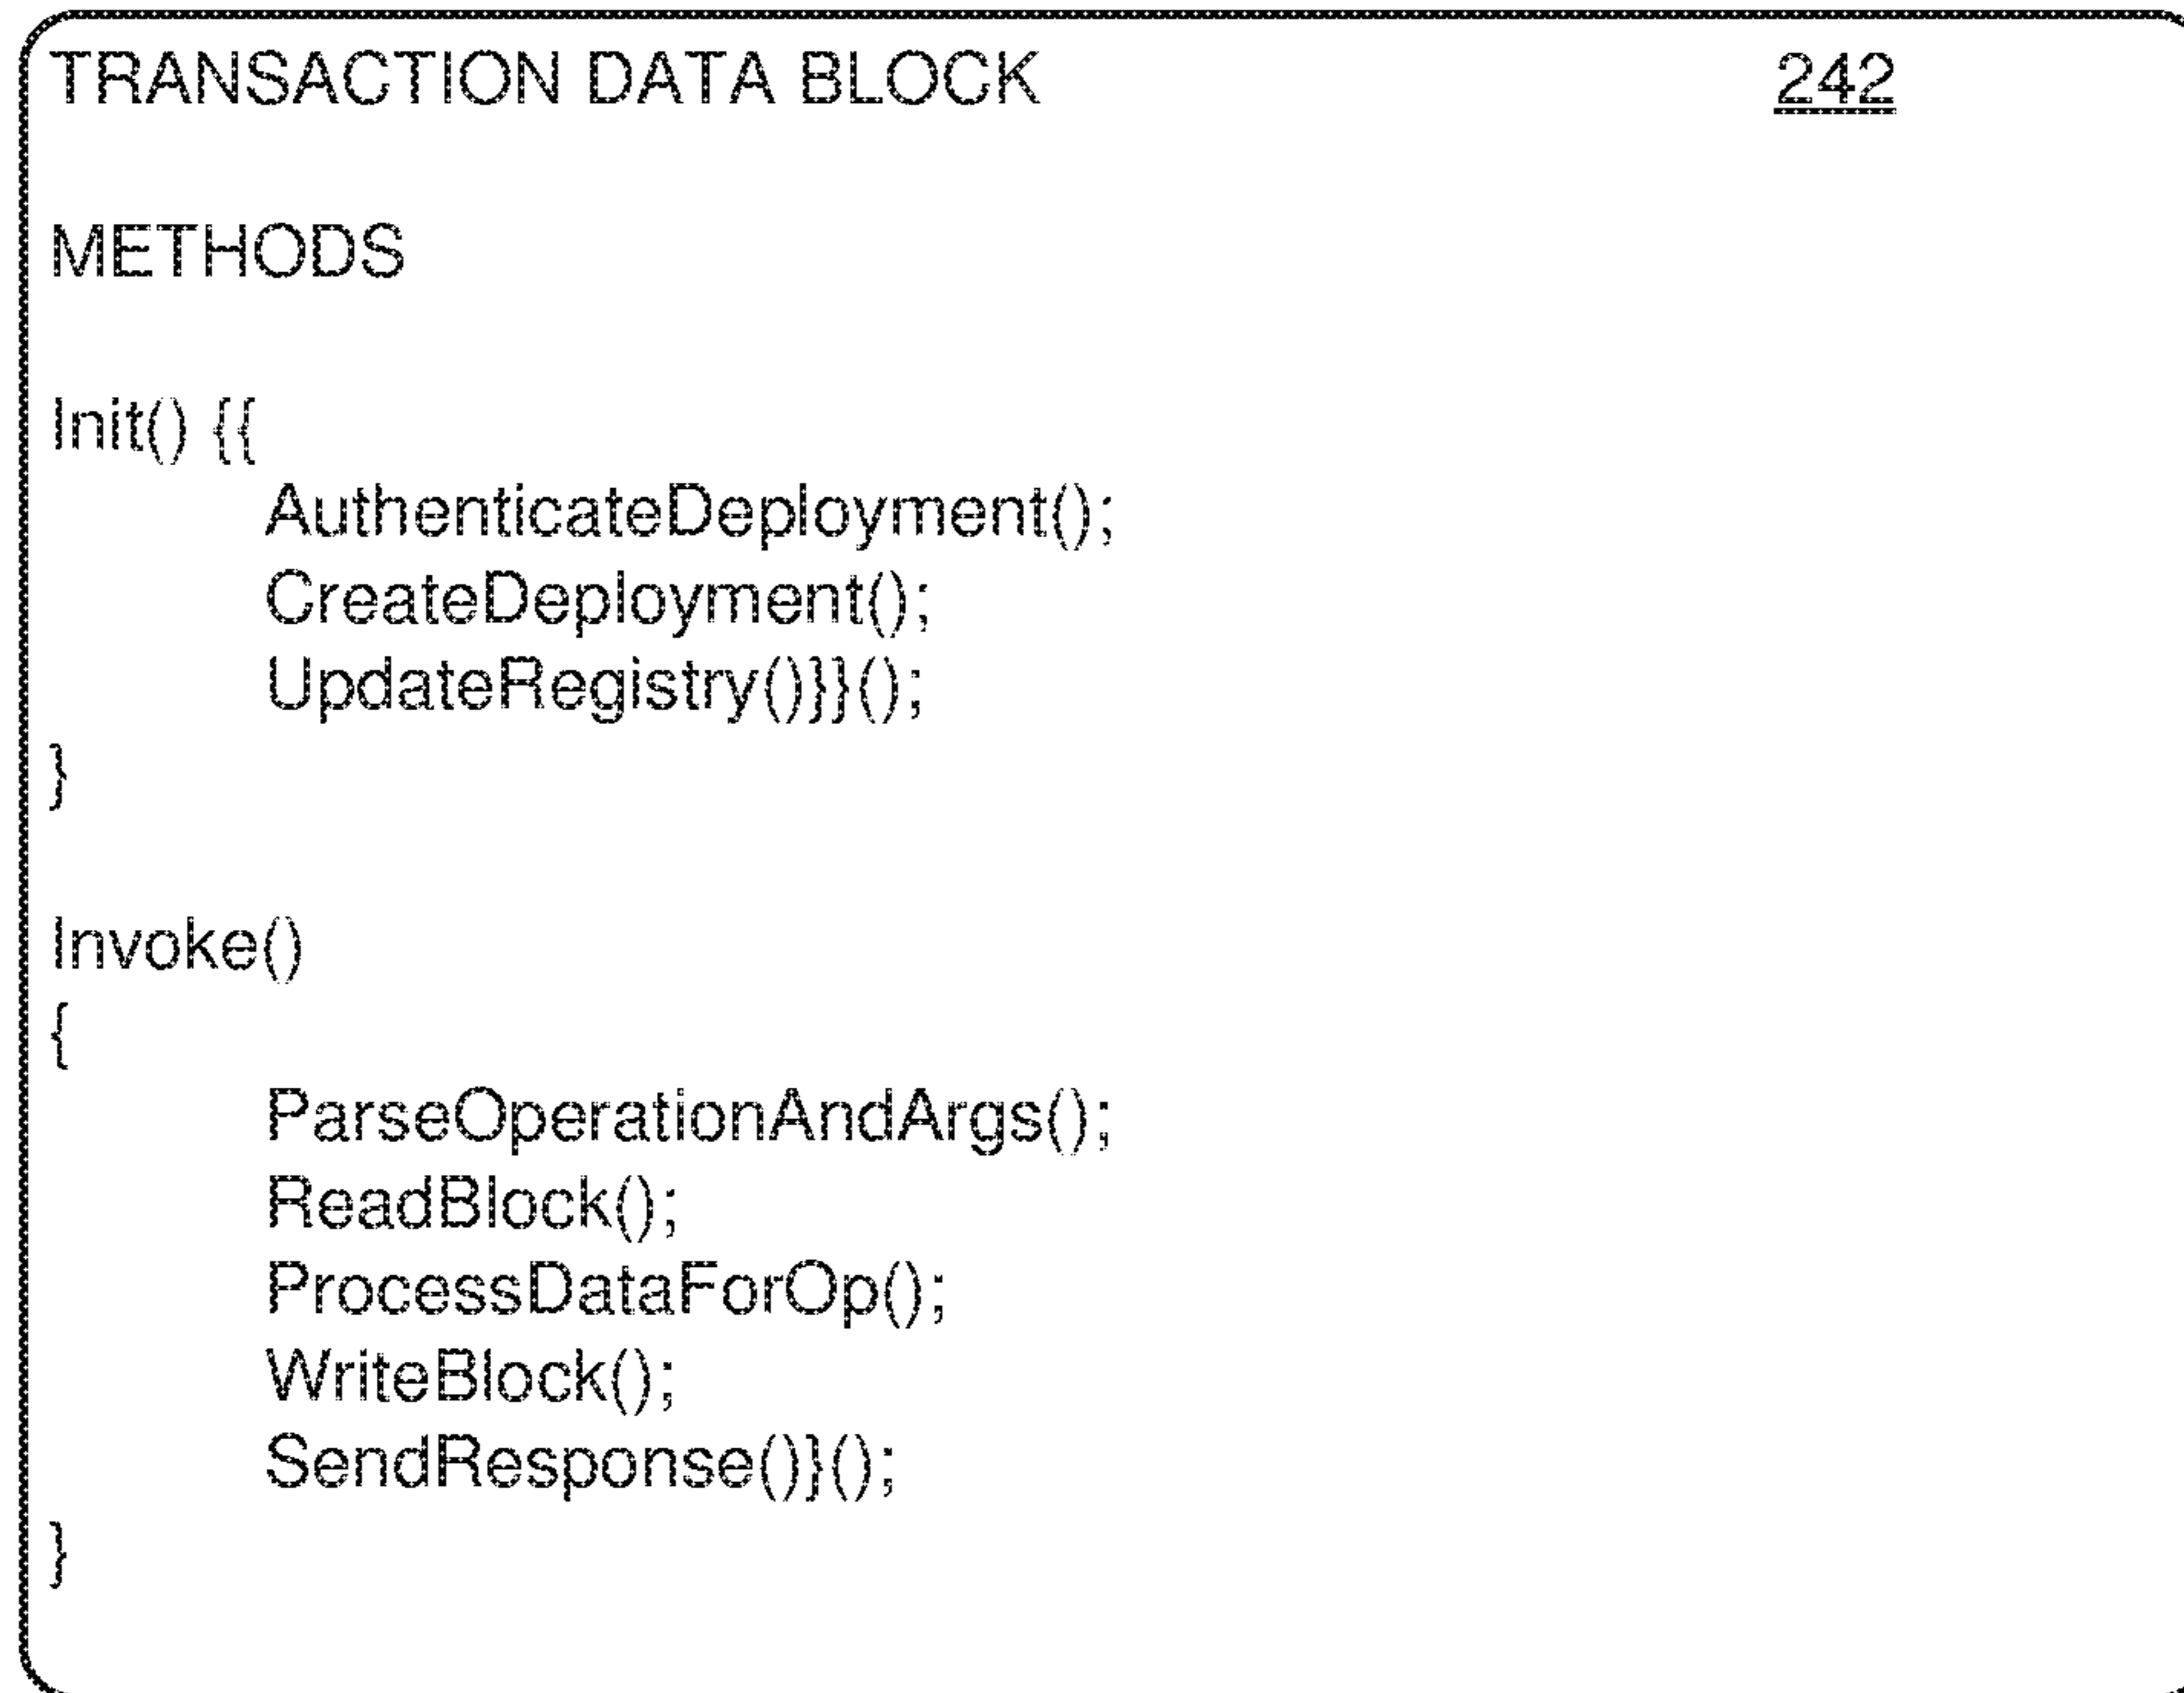 TRANSACTION DATA BLOCK 242
METHODS
Init() {{
AuthenticateDeployment();
CreateDeployment();
UpdateRegistry()}}();
}
Invoke()
{
ParseOperationAndArgs();
ReadBlock();
ProcessDataForOp();
WriteBlock();
SendResponse()}();
}